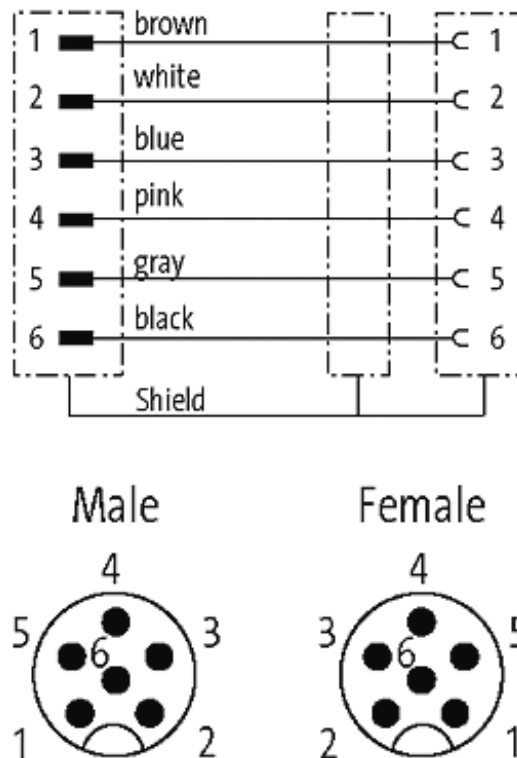 1 brown 1
2 white 2
3 blue 3
4 pink 4
5 gray 5
6 black 6
Shield
Male Female
4 4
5 6 3 3 6 5
1 2 2 1